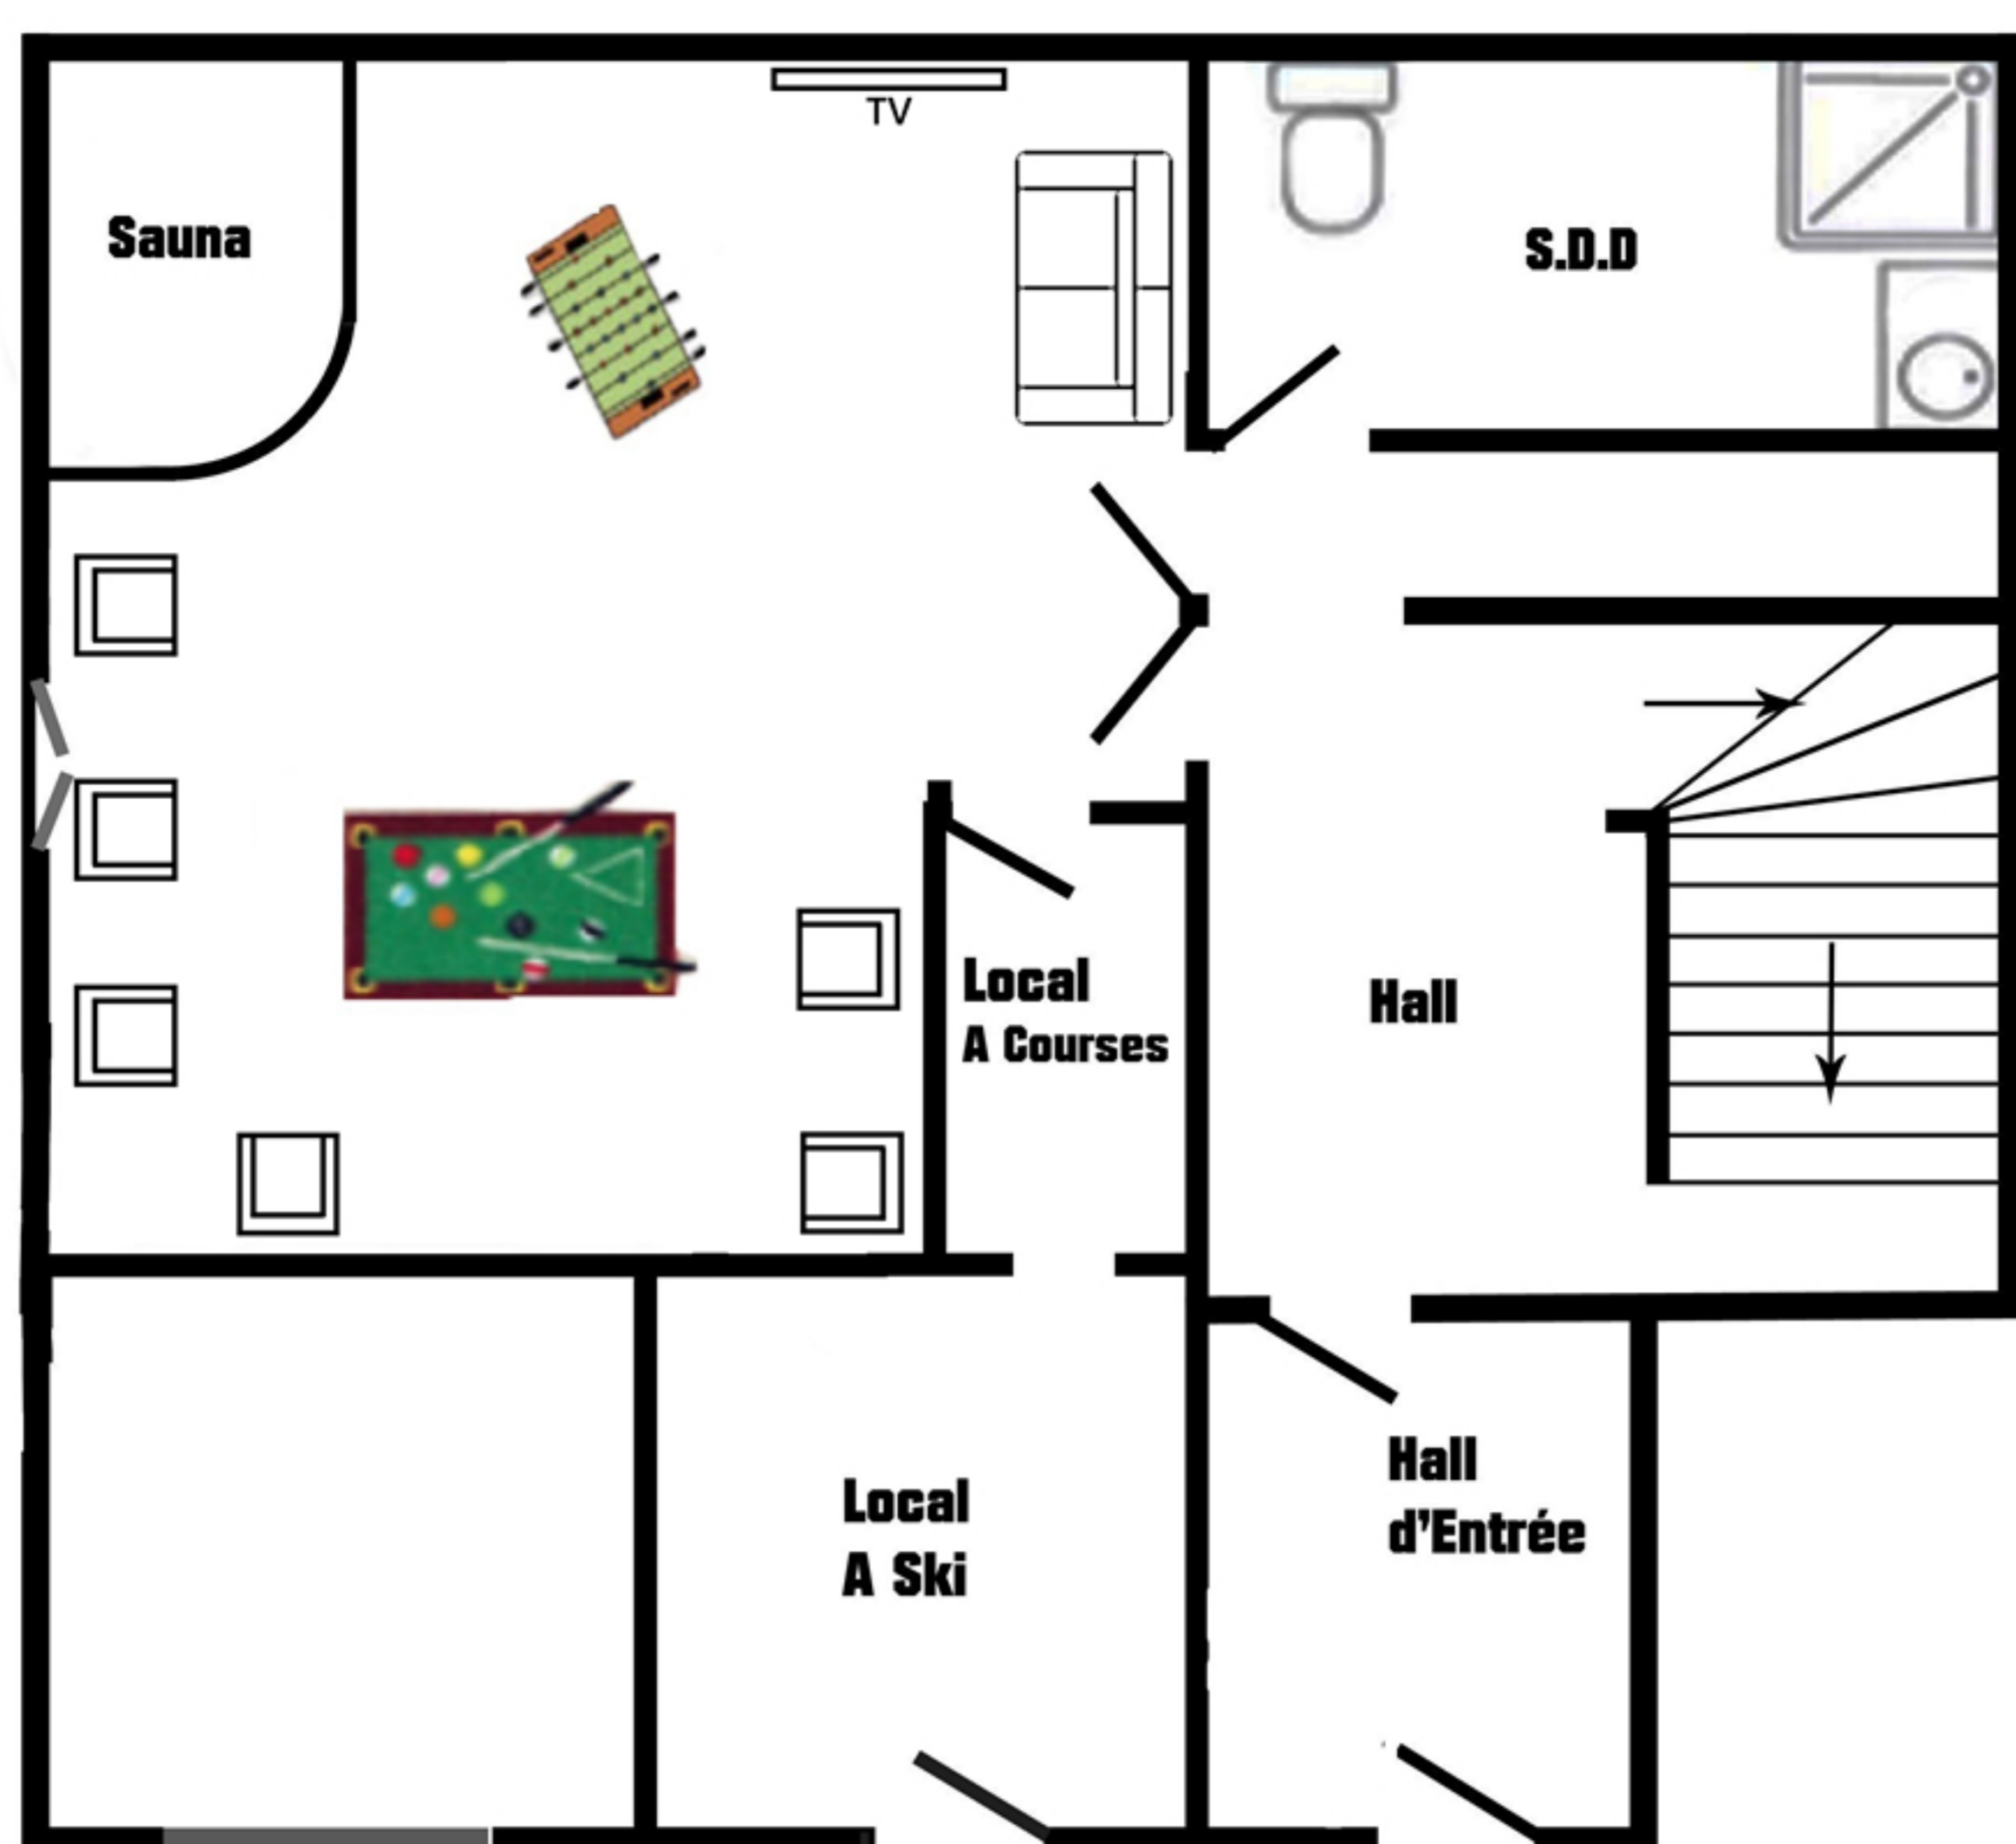 TV
Sauna
S.D.D
Local
A Courses
Hall
Hall
d'Entrée
Local
A Ski